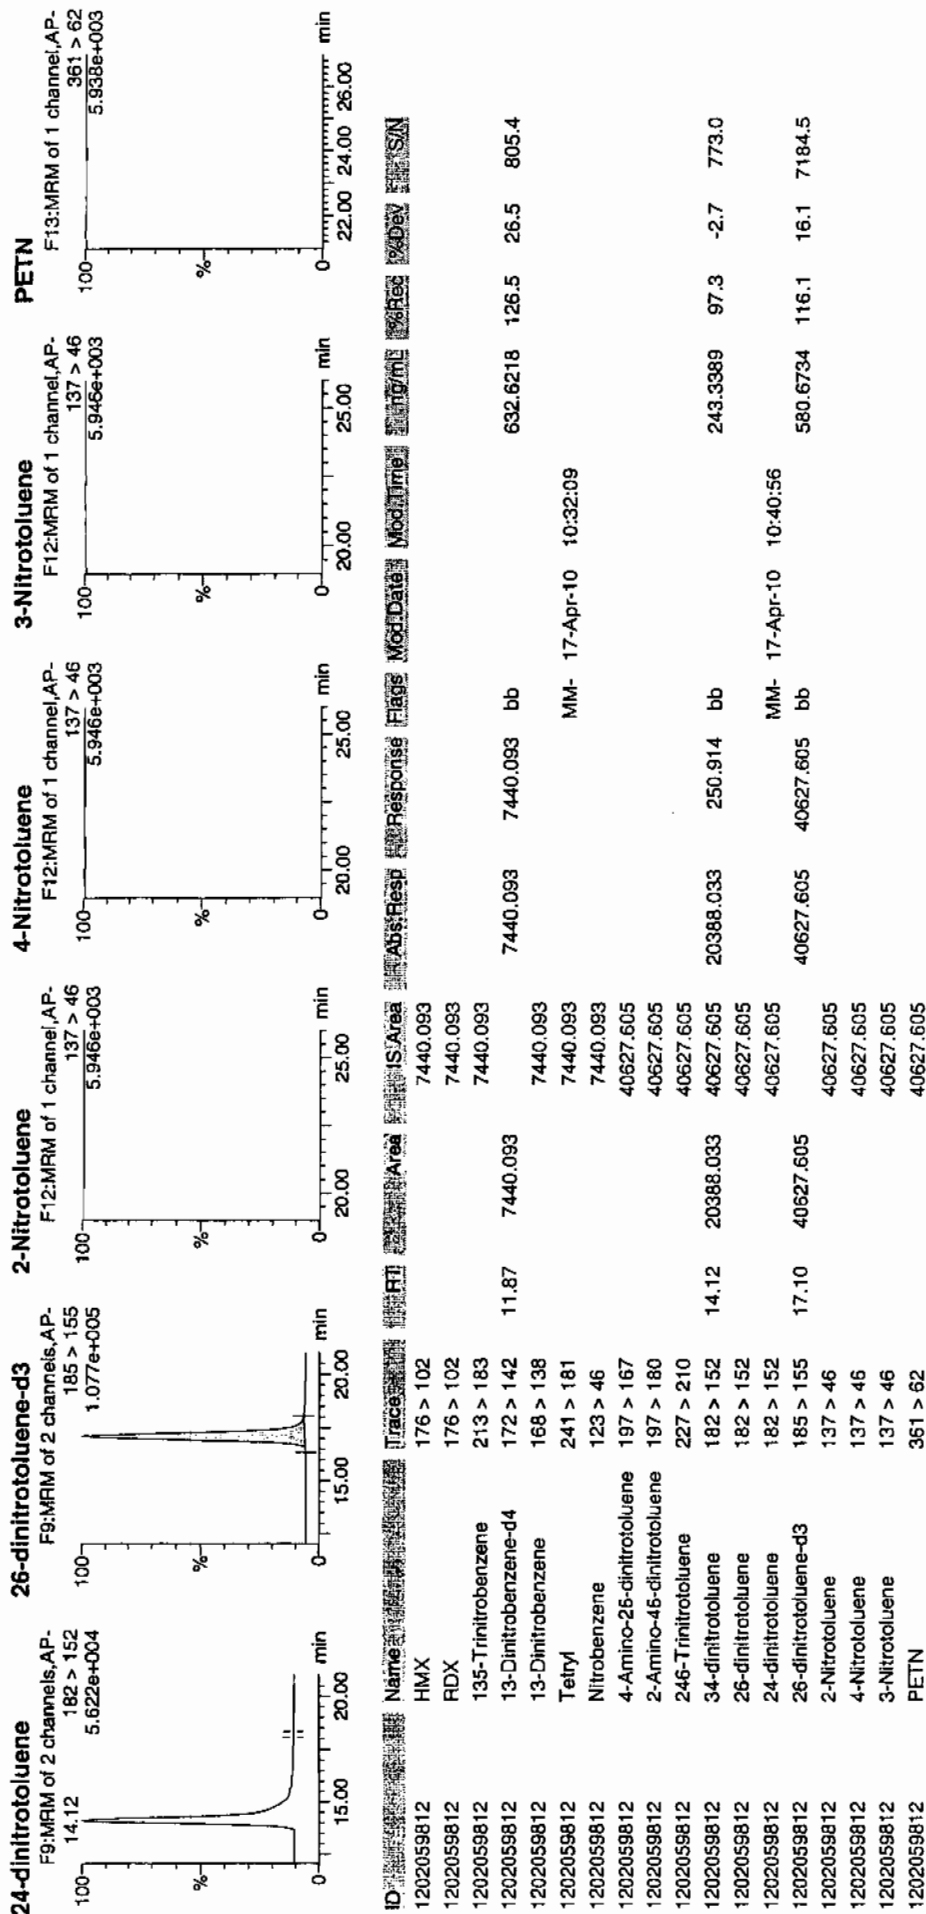 24-dinitrotoluene
F9:MRM of 2 channels,AP-
14.12 182 > 152
5.622e+004
100
%
0
15.00 20.00 min
26-dinitrotoluene-d3
F9:MRM of 2 channels,AP-
185 > 155
1.077e+005
100
%
0
15.00 20.00 min
2-Nitrotoluene
F12:MRM of 1 channel,AP-
137 > 46
5.946e+003
100
%
0
20.00 25.00 min
4-Nitrotoluene
F12:MRM of 1 channel,AP-
137 > 46
5.946e+003
100
%
0
20.00 25.00 min
3-Nitrotoluene
F12:MRM of 1 channel,AP-
137 > 46
5.946e+003
100
%
0
20.00 25.00 min
PETN
F13:MRM of 1 channel,AP-
361 > 62
5.938e+003
100
%
0
22.00 24.00 26.00 min
ID Name Trace RT Area IS Area Abs.Resp Response Flags Mod.Date Mod.Time ng/mL %Rec %Dev S/N
1202059812 HMX 176 > 102 7440.093
1202059812 RDX 176 > 102 7440.093
1202059812 135-Trinitrobenzene 213 > 183 7440.093
1202059812 13-Dinitrobenzene-d4 172 > 142 11.87 7440.093 7440.093 7440.093 bb 632.6218 126.5 26.5 805.4
1202059812 13-Dinitrobenzene 168 > 138 7440.093
1202059812 Tetryl 241 > 181 7440.093 MM- 17-Apr-10 10:32:09
1202059812 Nitrobenzene 123 > 46 7440.093
1202059812 4-Amino-26-dinitrotoluene 197 > 167 40627.605
1202059812 2-Amino-46-dinitrotoluene 197 > 180 40627.605
1202059812 246-Trinitrotoluene 227 > 210 40627.605
1202059812 34-dinitrotoluene 182 > 152 14.12 20388.033 40627.605 20388.033 250.914 bb 243.3389 97.3 -2.7 773.0
1202059812 26-dinitrotoluene 182 > 152 40627.605
1202059812 24-dinitrotoluene 182 > 152 40627.605 MM- 17-Apr-10 10:40:56
1202059812 26-dinitrotoluene-d3 185 > 155 17.10 40627.605 40627.605 40627.605 bb 580.6734 116.1 16.1 7184.5
1202059812 2-Nitrotoluene 137 > 46 40627.605
1202059812 4-Nitrotoluene 137 > 46 40627.605
1202059812 3-Nitrotoluene 137 > 46 40627.605
1202059812 PETN 361 > 62 40627.605